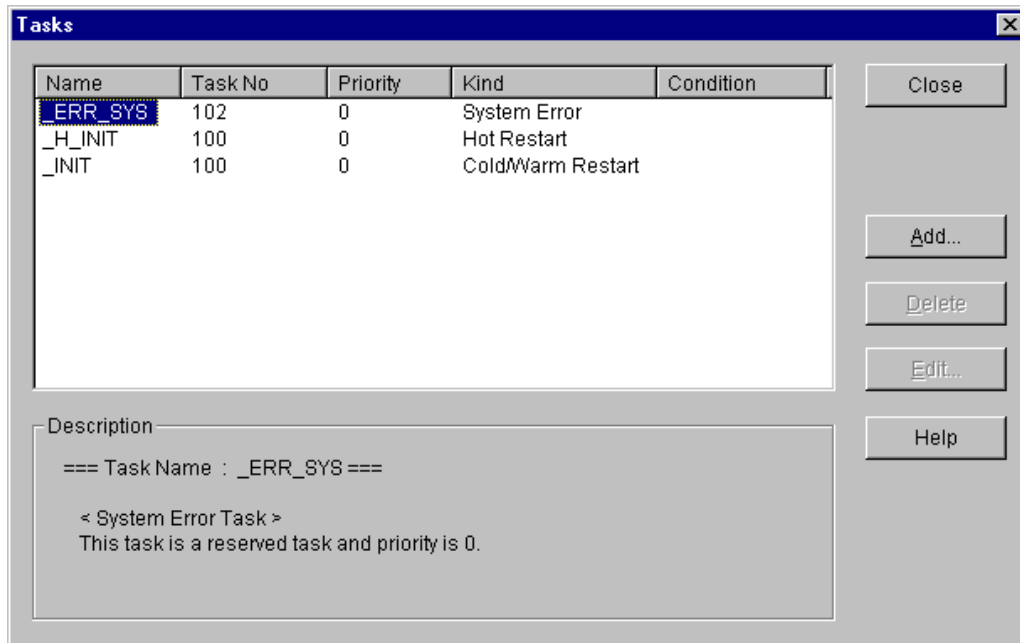 Tasks
Name Task No Priority Kind Condition
_ERR_SYS 102 0 System Error
_H_INIT 100 0 Hot Restart
_INIT 100 0 Cold/Warm Restart
Close
Add...
Delete
Edit...
Help
Description
=== Task Name : _ERR_SYS ===
< System Error Task >
This task is a reserved task and priority is 0.